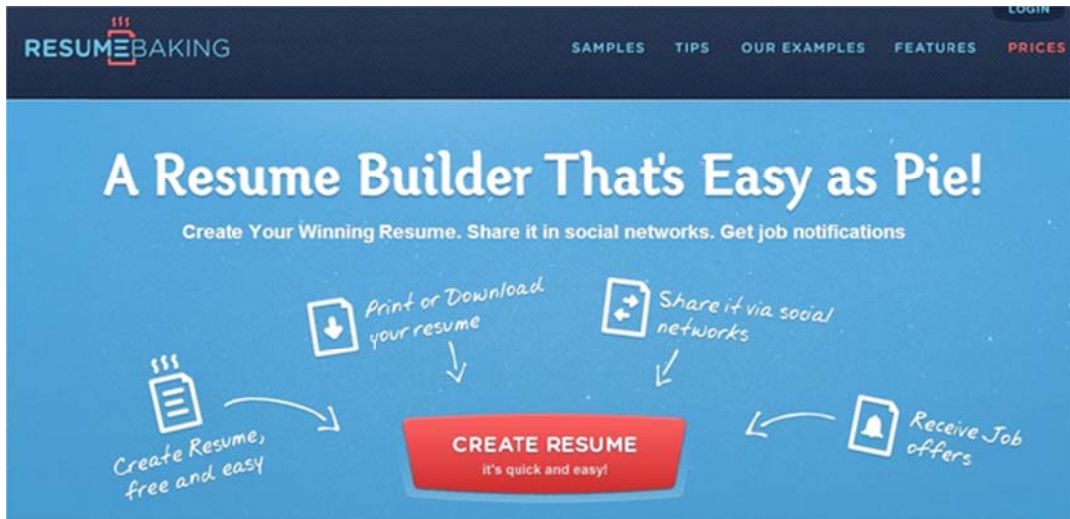 LOGIN
RESUMEBAKING
SAMPLES TIPS OUR EXAMPLES FEATURES PRICES
A Resume Builder That's Easy as Pie!
Create Your Winning Resume. Share it in social networks. Get job notifications
Print or Download
your resume
Share it via social
networks
Create Resume,
free and easy
CREATE RESUME
it's quick and easy!
Receive Job
offers